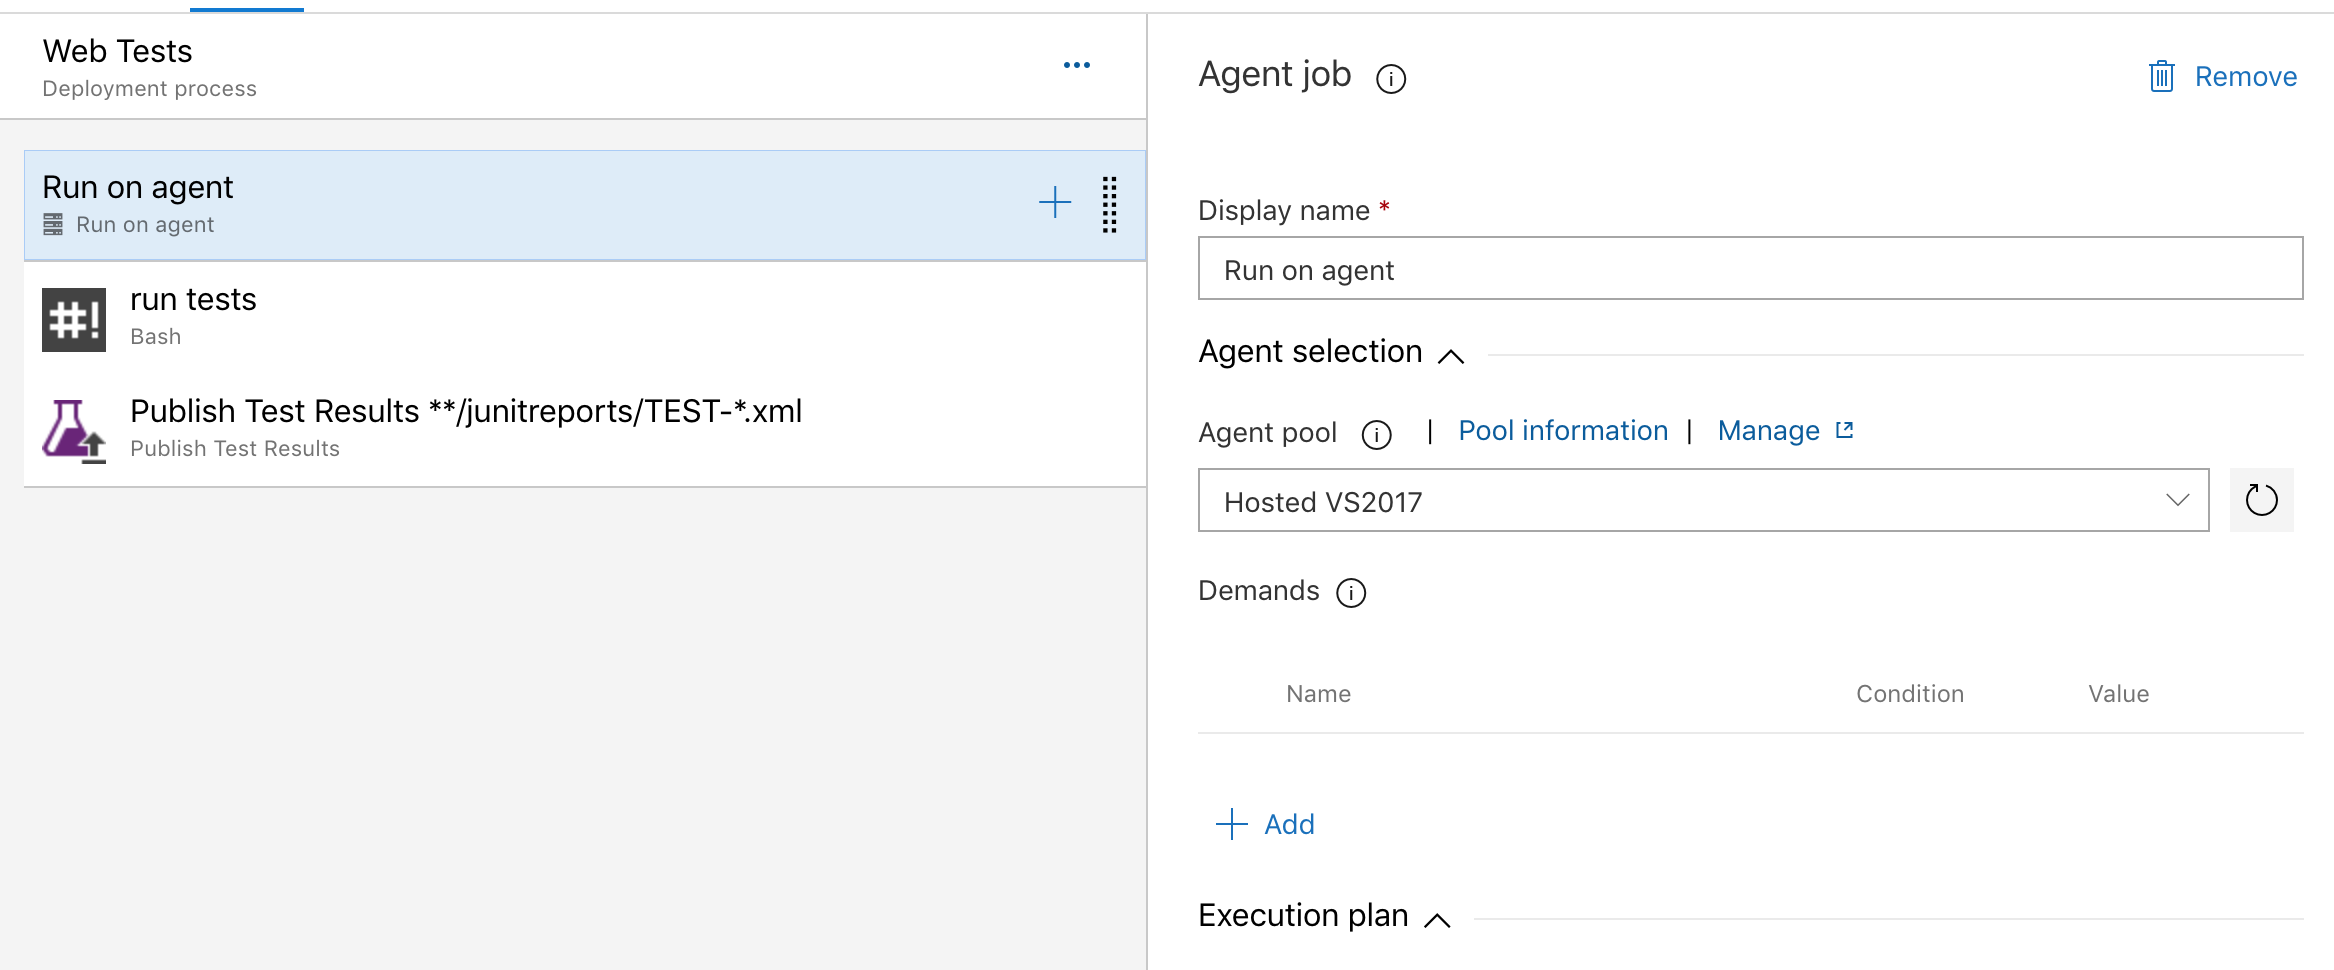 Web Tests
Deployment process
Run on agent
Run on agent
#!
run tests
Bash
Publish Test Results **/junitreports/TEST-*.xml
Publish Test Results
Agent job
Remove
Display name *
Run on agent
Agent selection
Agent pool | Pool information | Manage
Hosted VS2017
Demands
Name Condition Value
Add
Execution plan